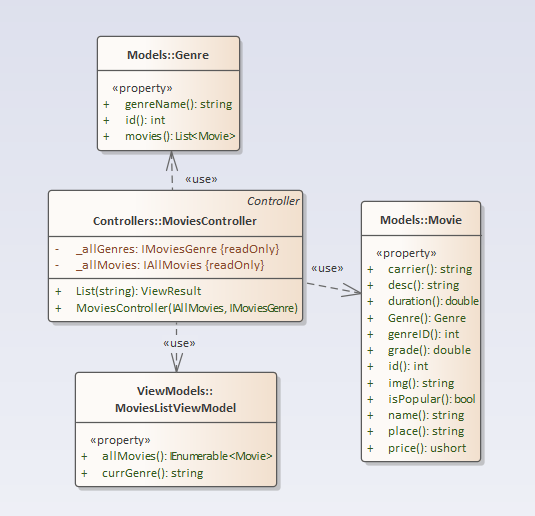 Models::Genre
«property»
+ genreName(): string
+ id(): int
+ movies(): List<Movie>
«use»
Controller
Controllers::MoviesController
- _allGenres: IMoviesGenre {readOnly}
- _allMovies: IAllMovies {readOnly}
+ List(string): ViewResult
+ MoviesController(IAllMovies, IMoviesGenre)
«use»
Models::Movie
«property»
+ carrier(): string
+ desc(): string
+ duration(): double
+ Genre(): Genre
+ genreID(): int
+ grade(): double
+ id(): int
+ img(): string
+ isPopular(): bool
+ name(): string
+ place(): string
+ price(): ushort
«use»
ViewModels::
MoviesListViewModel
«property»
+ allMovies(): IEnumerable<Movie>
+ currGenre(): string